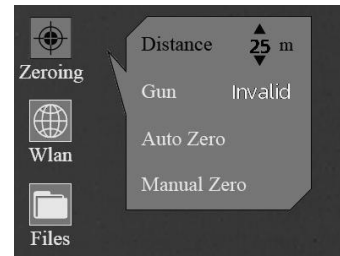 Zeroing
Wlan
Files
Distance 25 m
Gun Invalid
Auto Zero
Manual Zero